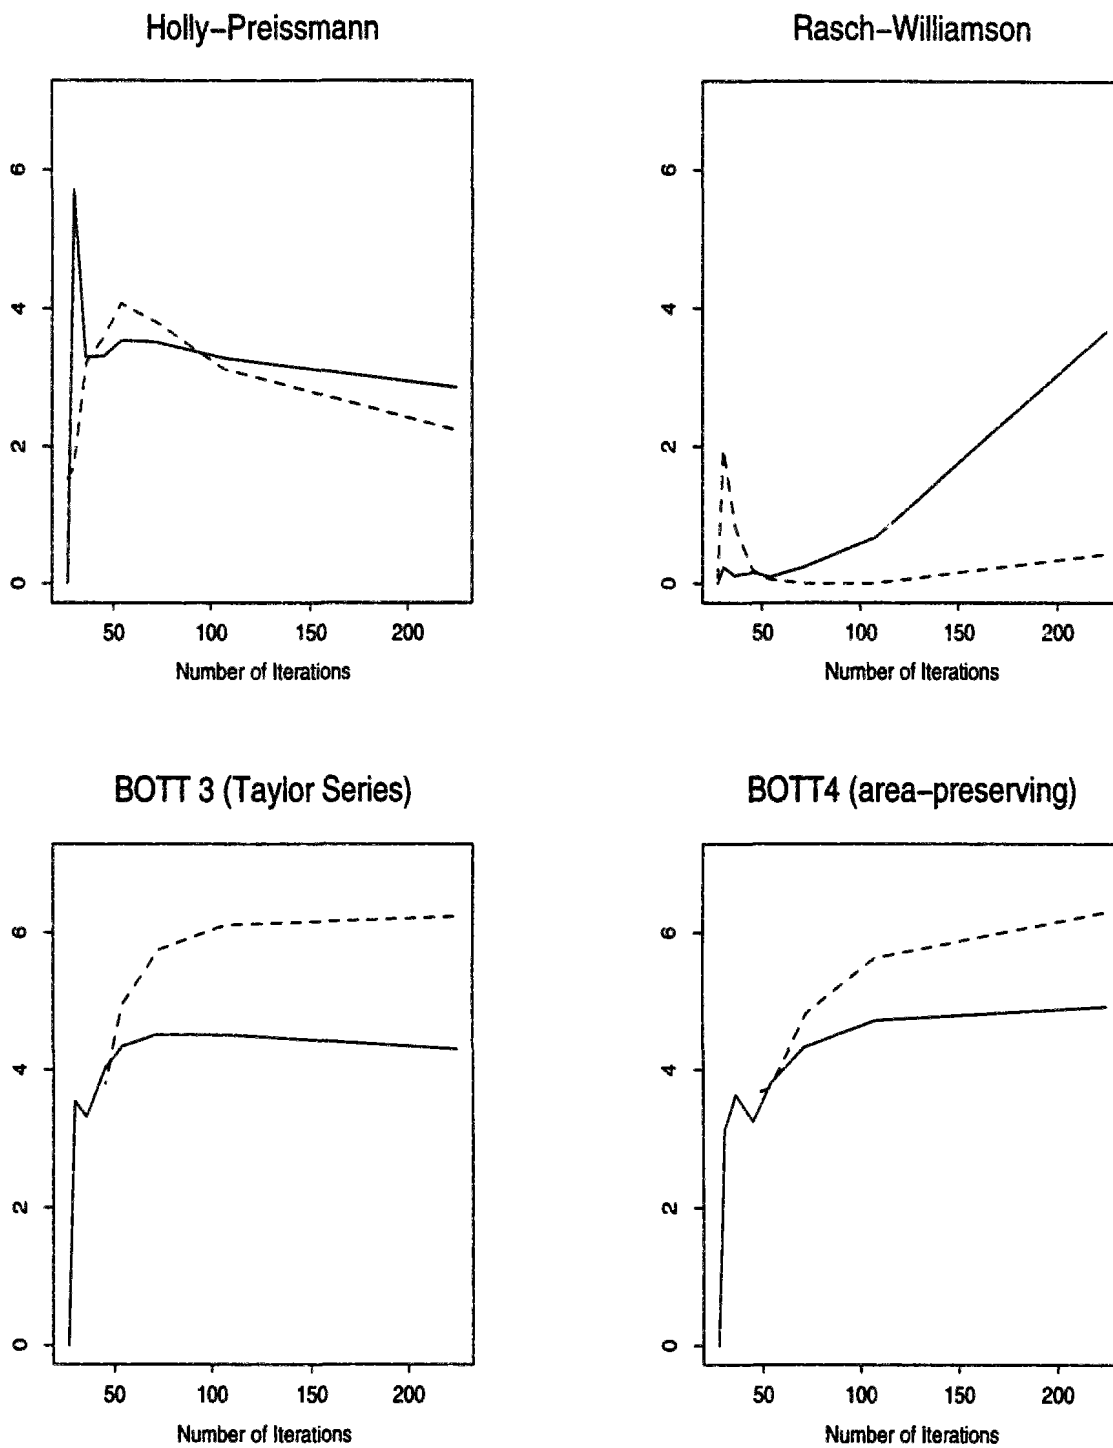 Holly-Preissmann
6
4
2
0
50 100 150 200
Number of Iterations
Rasch-Williamson
6
4
2
0
50 100 150 200
Number of Iterations
BOTT 3 (Taylor Series)
6
4
2
0
50 100 150 200
Number of Iterations
BOTT4 (area-preserving)
6
4
2
0
50 100 150 200
Number of Iterations